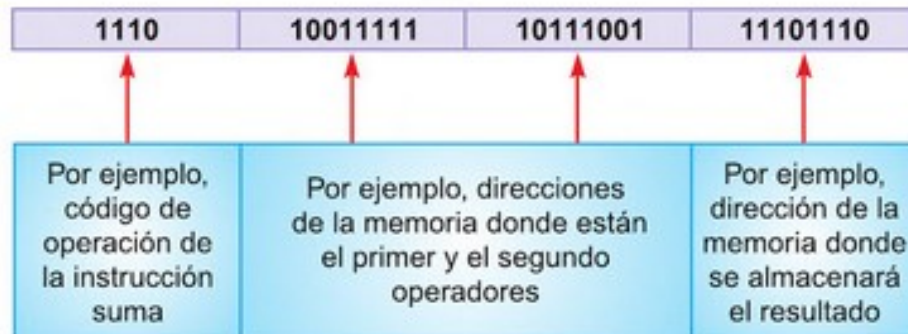 1110 10011111 10111001 11101110
Por ejemplo,
código de
operación de
la instrucción
suma
Por ejemplo, direcciones
de la memoria donde están
el primer y el segundo
operadores
Por ejemplo,
dirección de la
memoria donde
se almacenará
el resultado